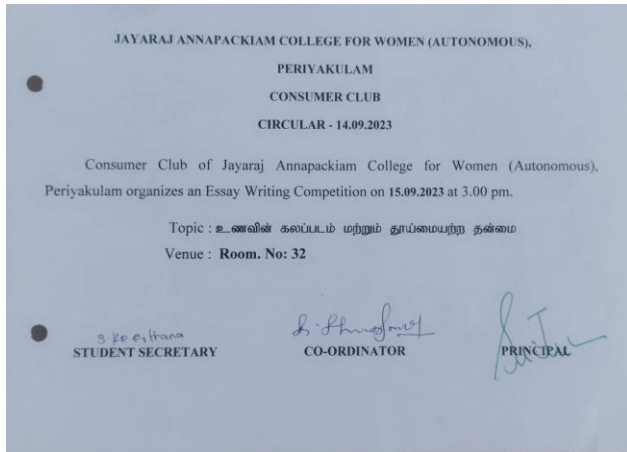 JAYARAJ ANNAPACKIAM COLLEGE FOR WOMEN (AUTONOMOUS),
PERIYAKULAM
CONSUMER CLUB
CIRCULAR - 14.09.2023
Consumer Club of Jayaraj Annapackiam College for Women (Autonomous),
Periyakulam organizes an Essay Writing Competition on 15.09.2023 at 3.00 pm.
Topic : உணவின் கலப்படம் மற்றும் தூய்மையற்ற தன்மை
Venue : Room. No: 32
STUDENT SECRETARY CO-ORDINATOR PRINCIPAL